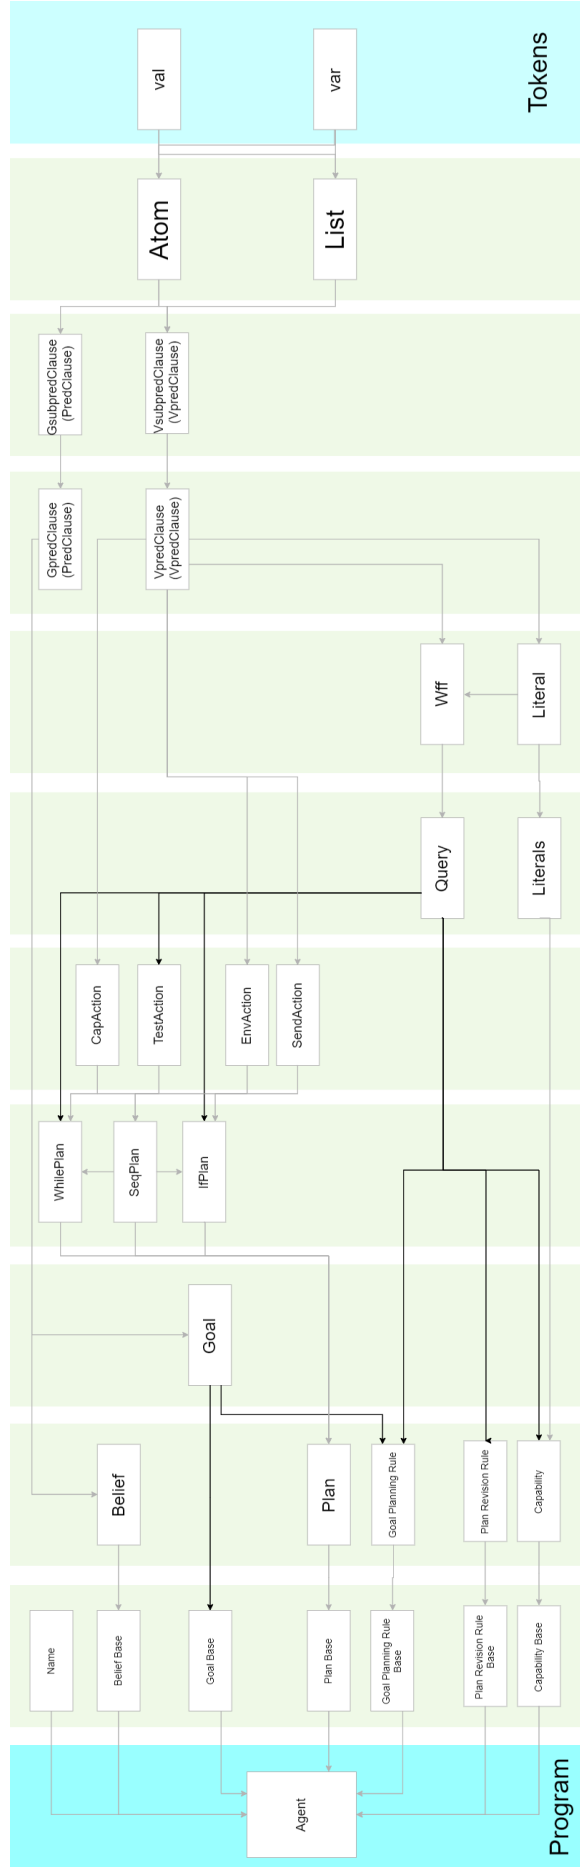 Tokens
val
var
Atom
List
GsubpredClause
(PredClause)
VsubpredClause
(VpredClause)
GpredClause
(PredClause)
VpredClause
(VpredClause)
Wff
Literal
Query
Literals
CapAction
TestAction
EnvAction
SendAction
WhilePlan
SeqPlan
IfPlan
Goal
Belief
Plan
Goal Planning Rule
Plan Revision Rule
Capability
Name
Belief Base
Goal Base
Plan Base
Goal Planning Rule
Base
Plan Revision Rule
Base
Capability Base
Agent
Program